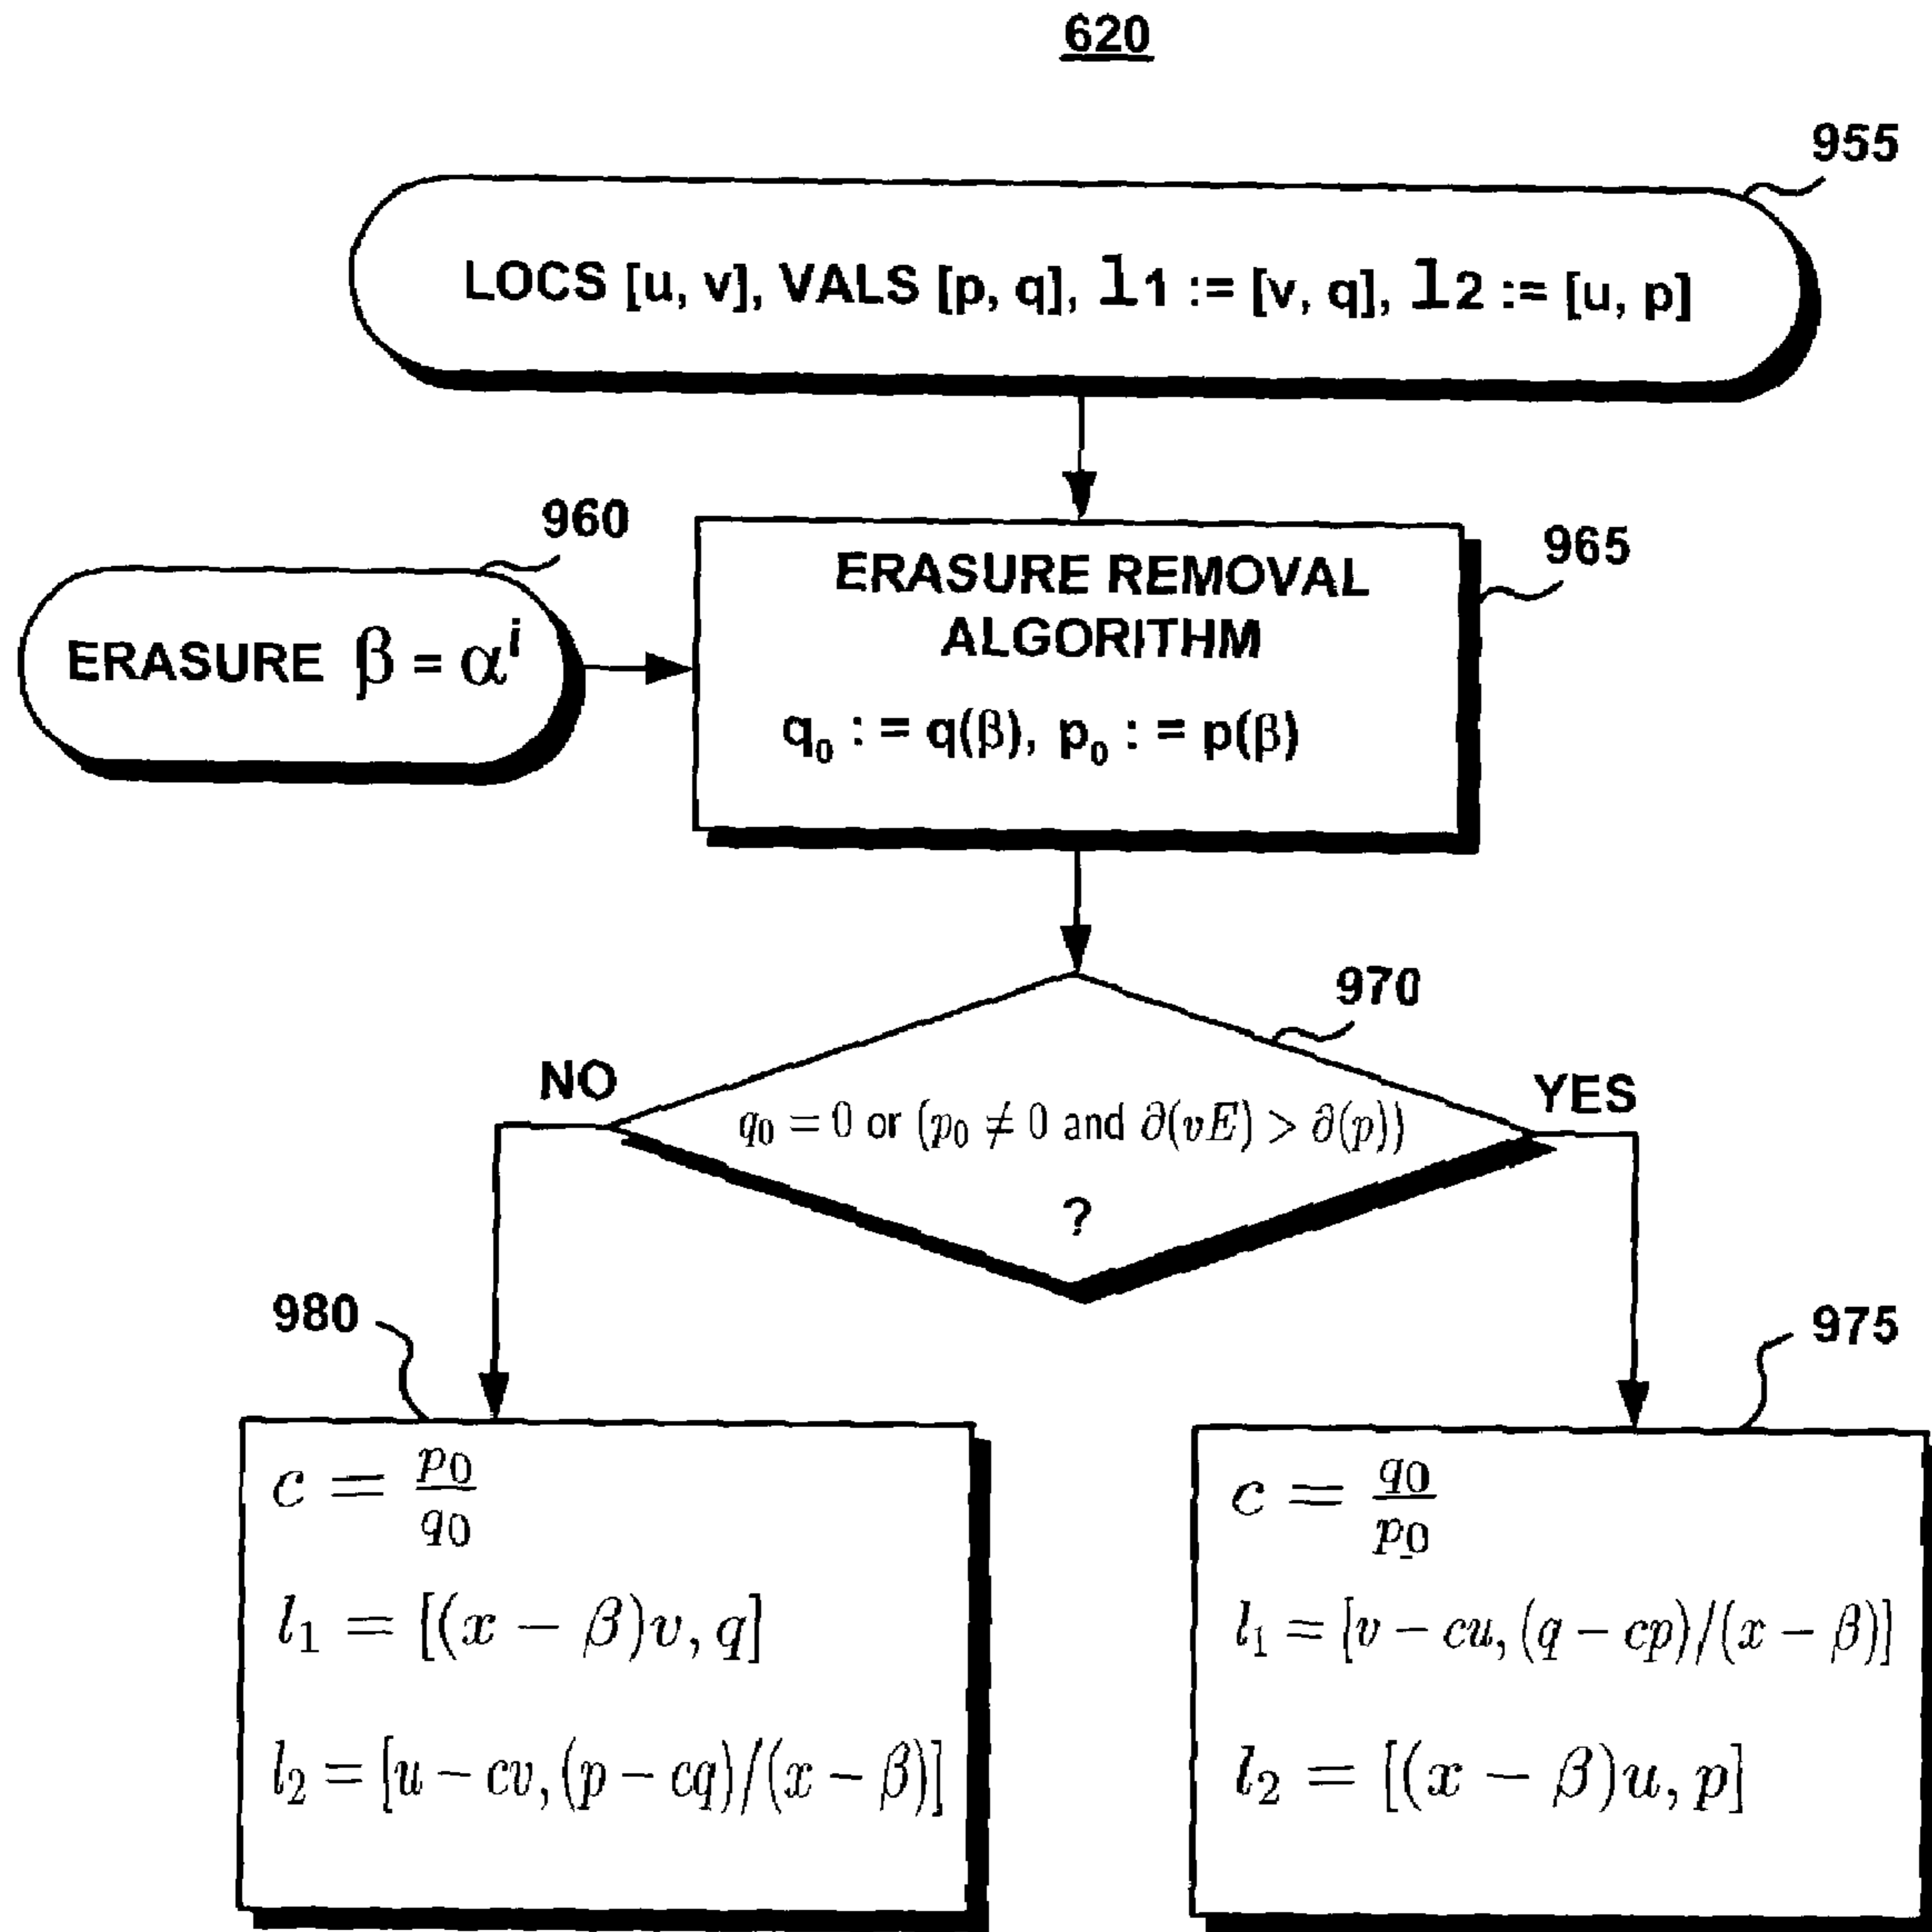 620
955
LOCS [u, v], VALS [p, q], l1 := [v, q], l2 := [u, p]
960
ERASURE β = α^i
965
ERASURE REMOVAL
ALGORITHM
q₀ : = q(β), p₀ : = p(β)
970
NO
YES
q₀ = 0 or (p₀ ≠ 0 and ∂(vE) > ∂(p))
?
980
c = p₀/q₀
l₁ = [(x − β)v, q]
l₂ = [u − cv, (p − cq)/(x − β)]
975
c = q₀/p₀
l₁ = [v − cu, (q − cp)/(x − β)]
l₂ = [(x − β)u, p]